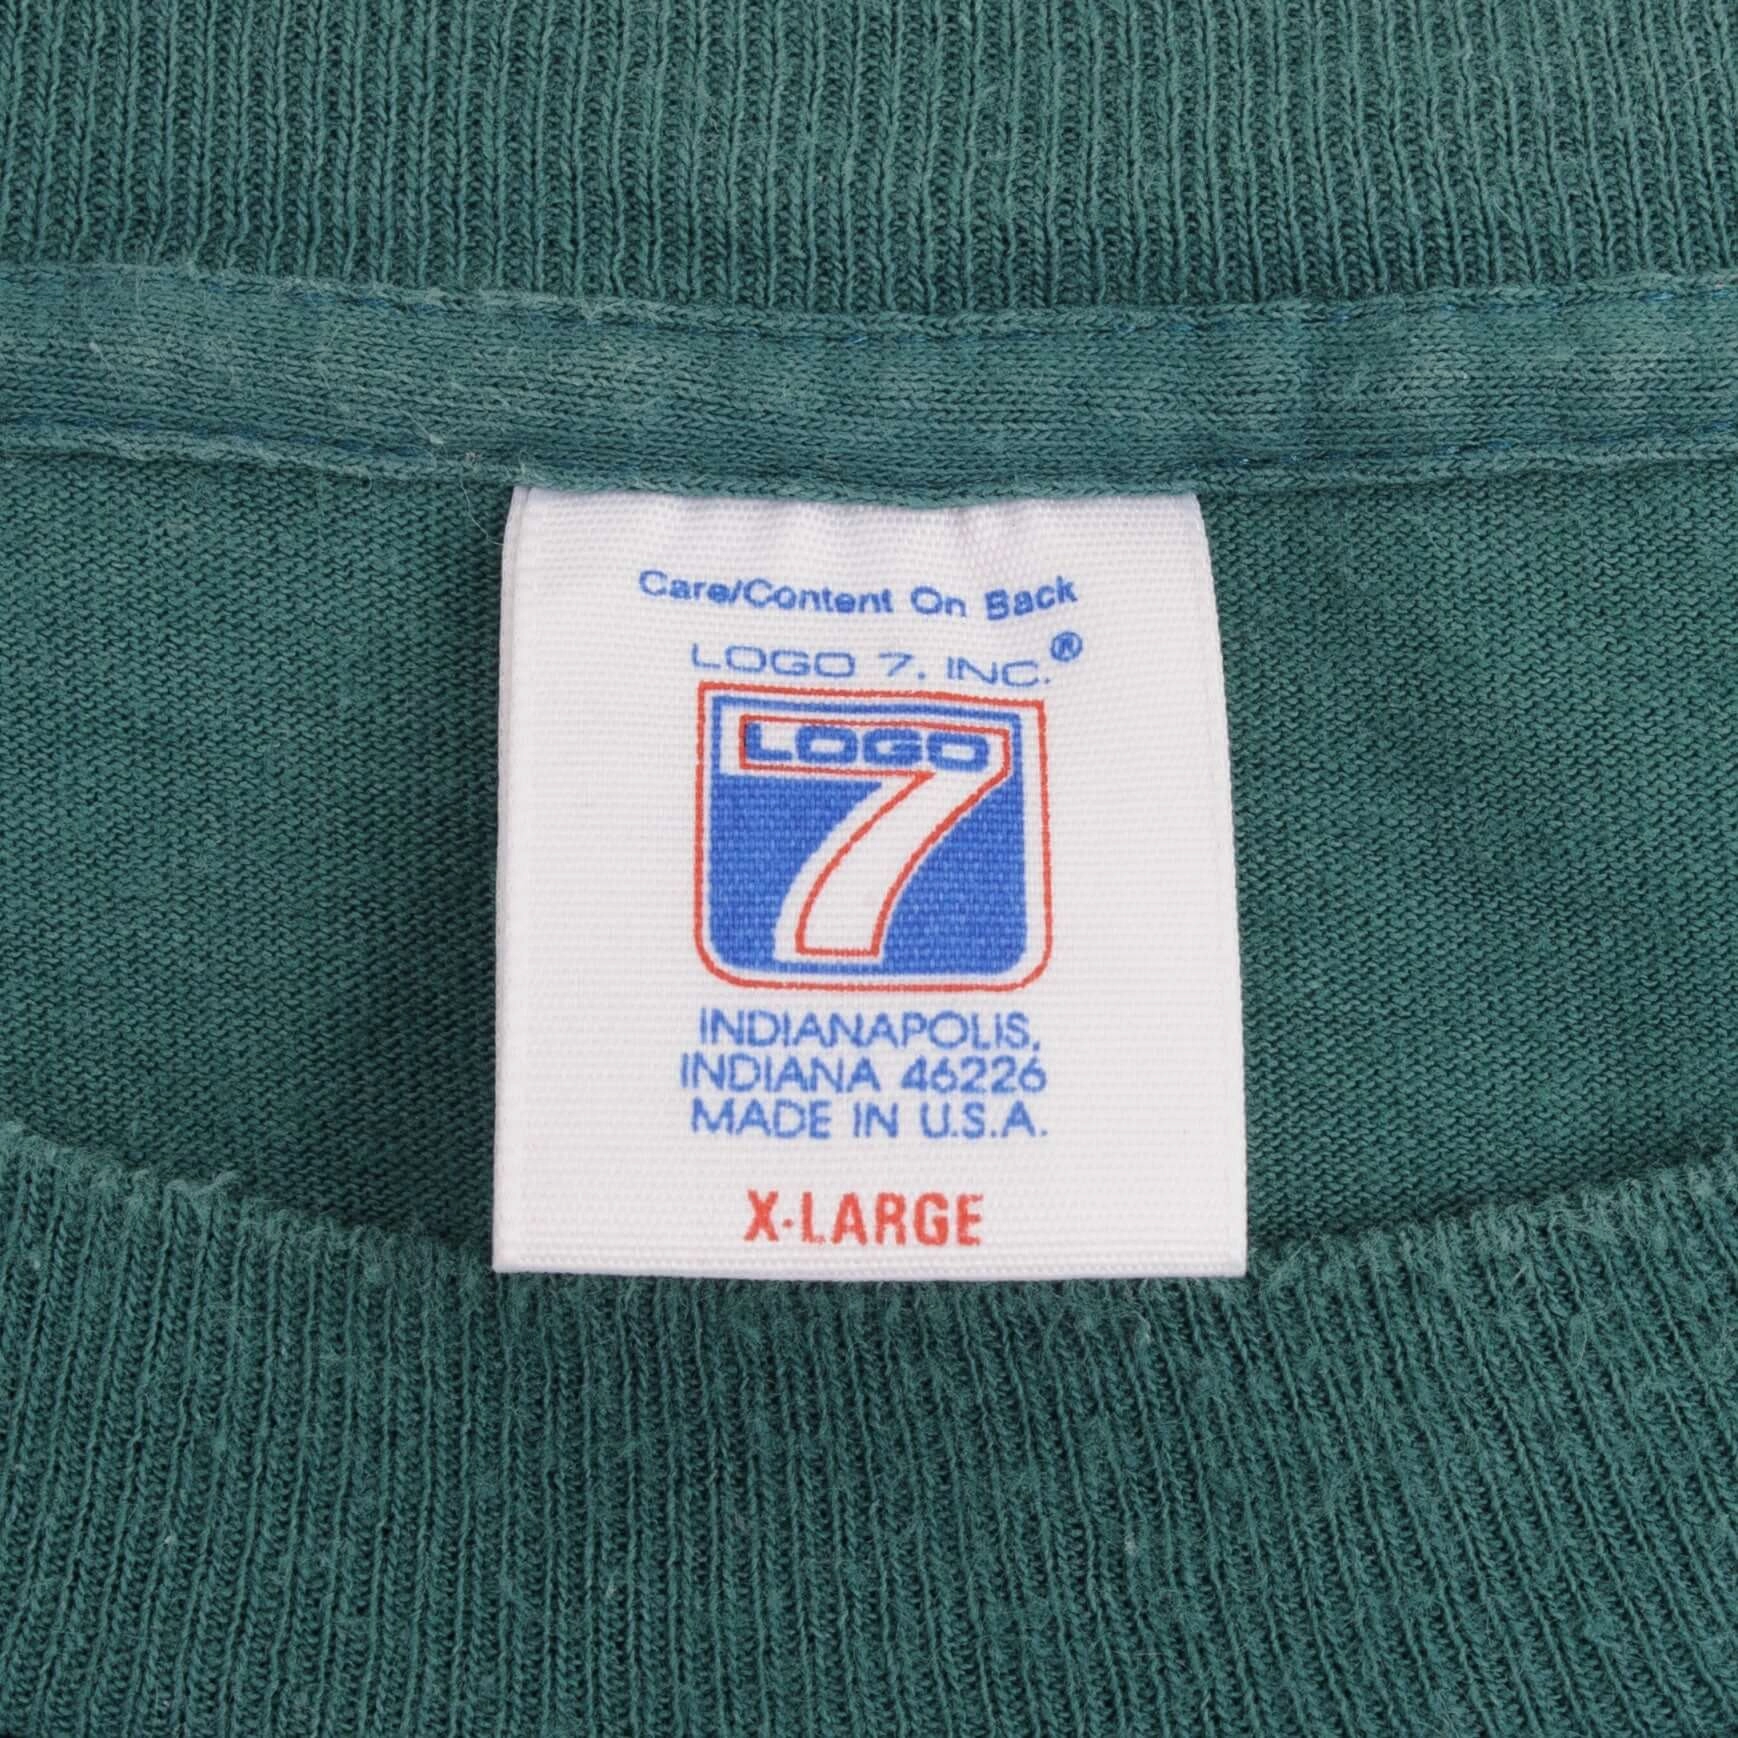 Care/Content On Back
LOGO 7, INC.®
LOGO
7
INDIANAPOLIS,
INDIANA 46226
MADE IN U.S.A.
X-LARGE